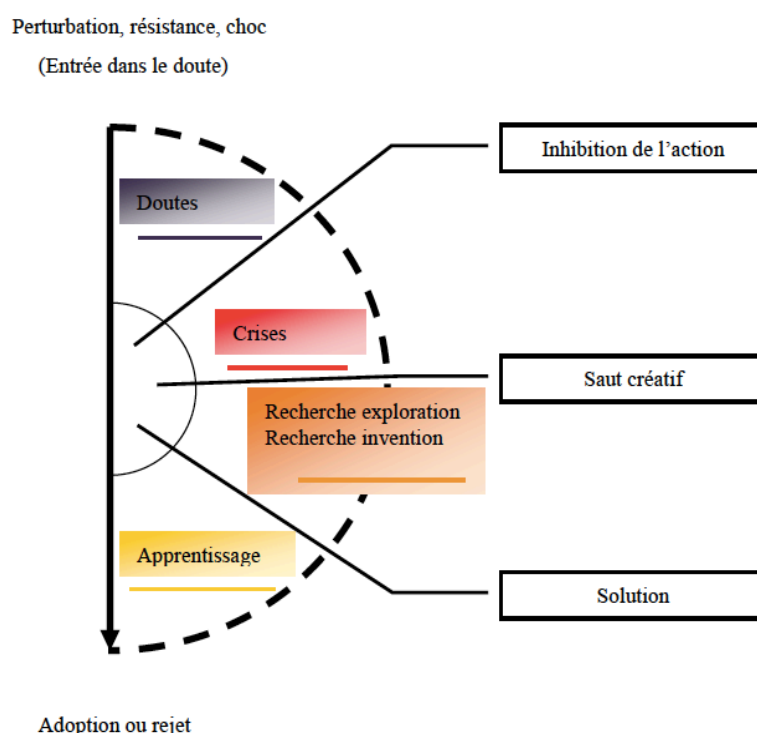 Perturbation, résistance, choc
(Entrée dans le doute)
Inhibition de l'action
Doutes
Crises
Saut créatif
Recherche exploration
Recherche invention
Apprentissage
Solution
Adoption ou rejet